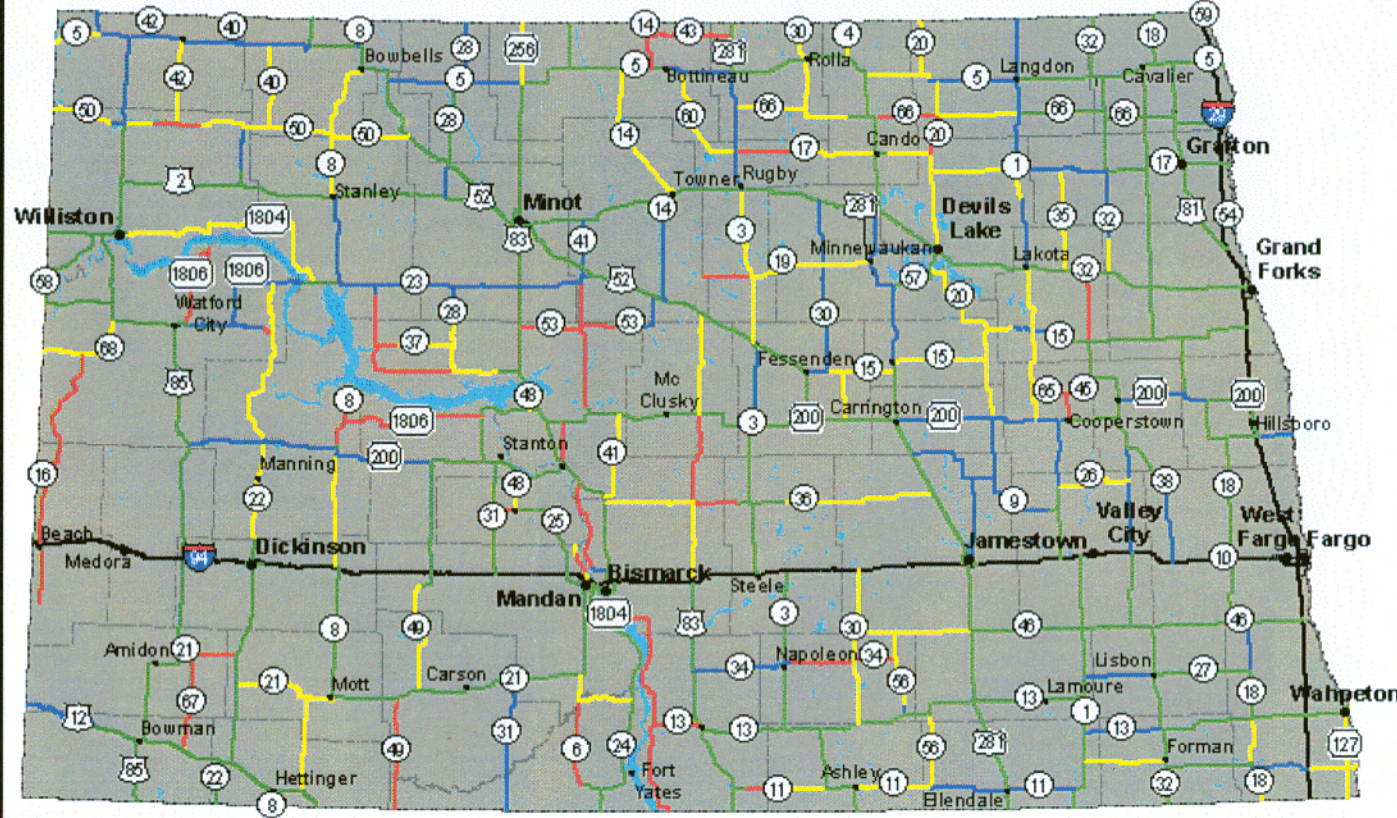 42
40
8
14
43
30
4
20
18
59
5
28
256
281
32
5
Bowbells
Rolla
5
Langdon
5
Bottineau
5
Cavalier
42
40
50
28
60
66
66
66
66
29
50
50
14
Cando
20
Grafton
8
17
1
17
2
Stanley
52
Towner
Rugby
Williston
1804
Minot
14
281
Devils
Lake
35
32
81
54
83
41
3
Minnewaukan
Lakota
Grand
Forks
58
1806
1806
23
52
19
57
20
32
Watford
City
28
53
53
30
15
68
37
Fessenden
15
15
85
Mc
Clusky
8
48
65
45
200
200
1806
3
200
Carrington
200
Cooperstown
Hillsboro
Stanton
16
Manning
200
41
22
48
36
9
26
38
18
31
25
Valley
City
West
Fargo
Fargo
Beach
Medora
94
Dickinson
Jamestown
10
Bismarck
Steele
Mandan
1804
83
3
8
49
30
46
46
Amidon
21
Napoleon
34
34
Lisbon
27
21
Mott
Carson
21
56
13
Lamoure
18
Wahpeton
67
12
Bowman
49
31
6
24
13
13
56
281
1
13
127
Forman
85
22
Hettinger
Fort
Yates
Ashley
11
11
11
32
18
8
Ellendale